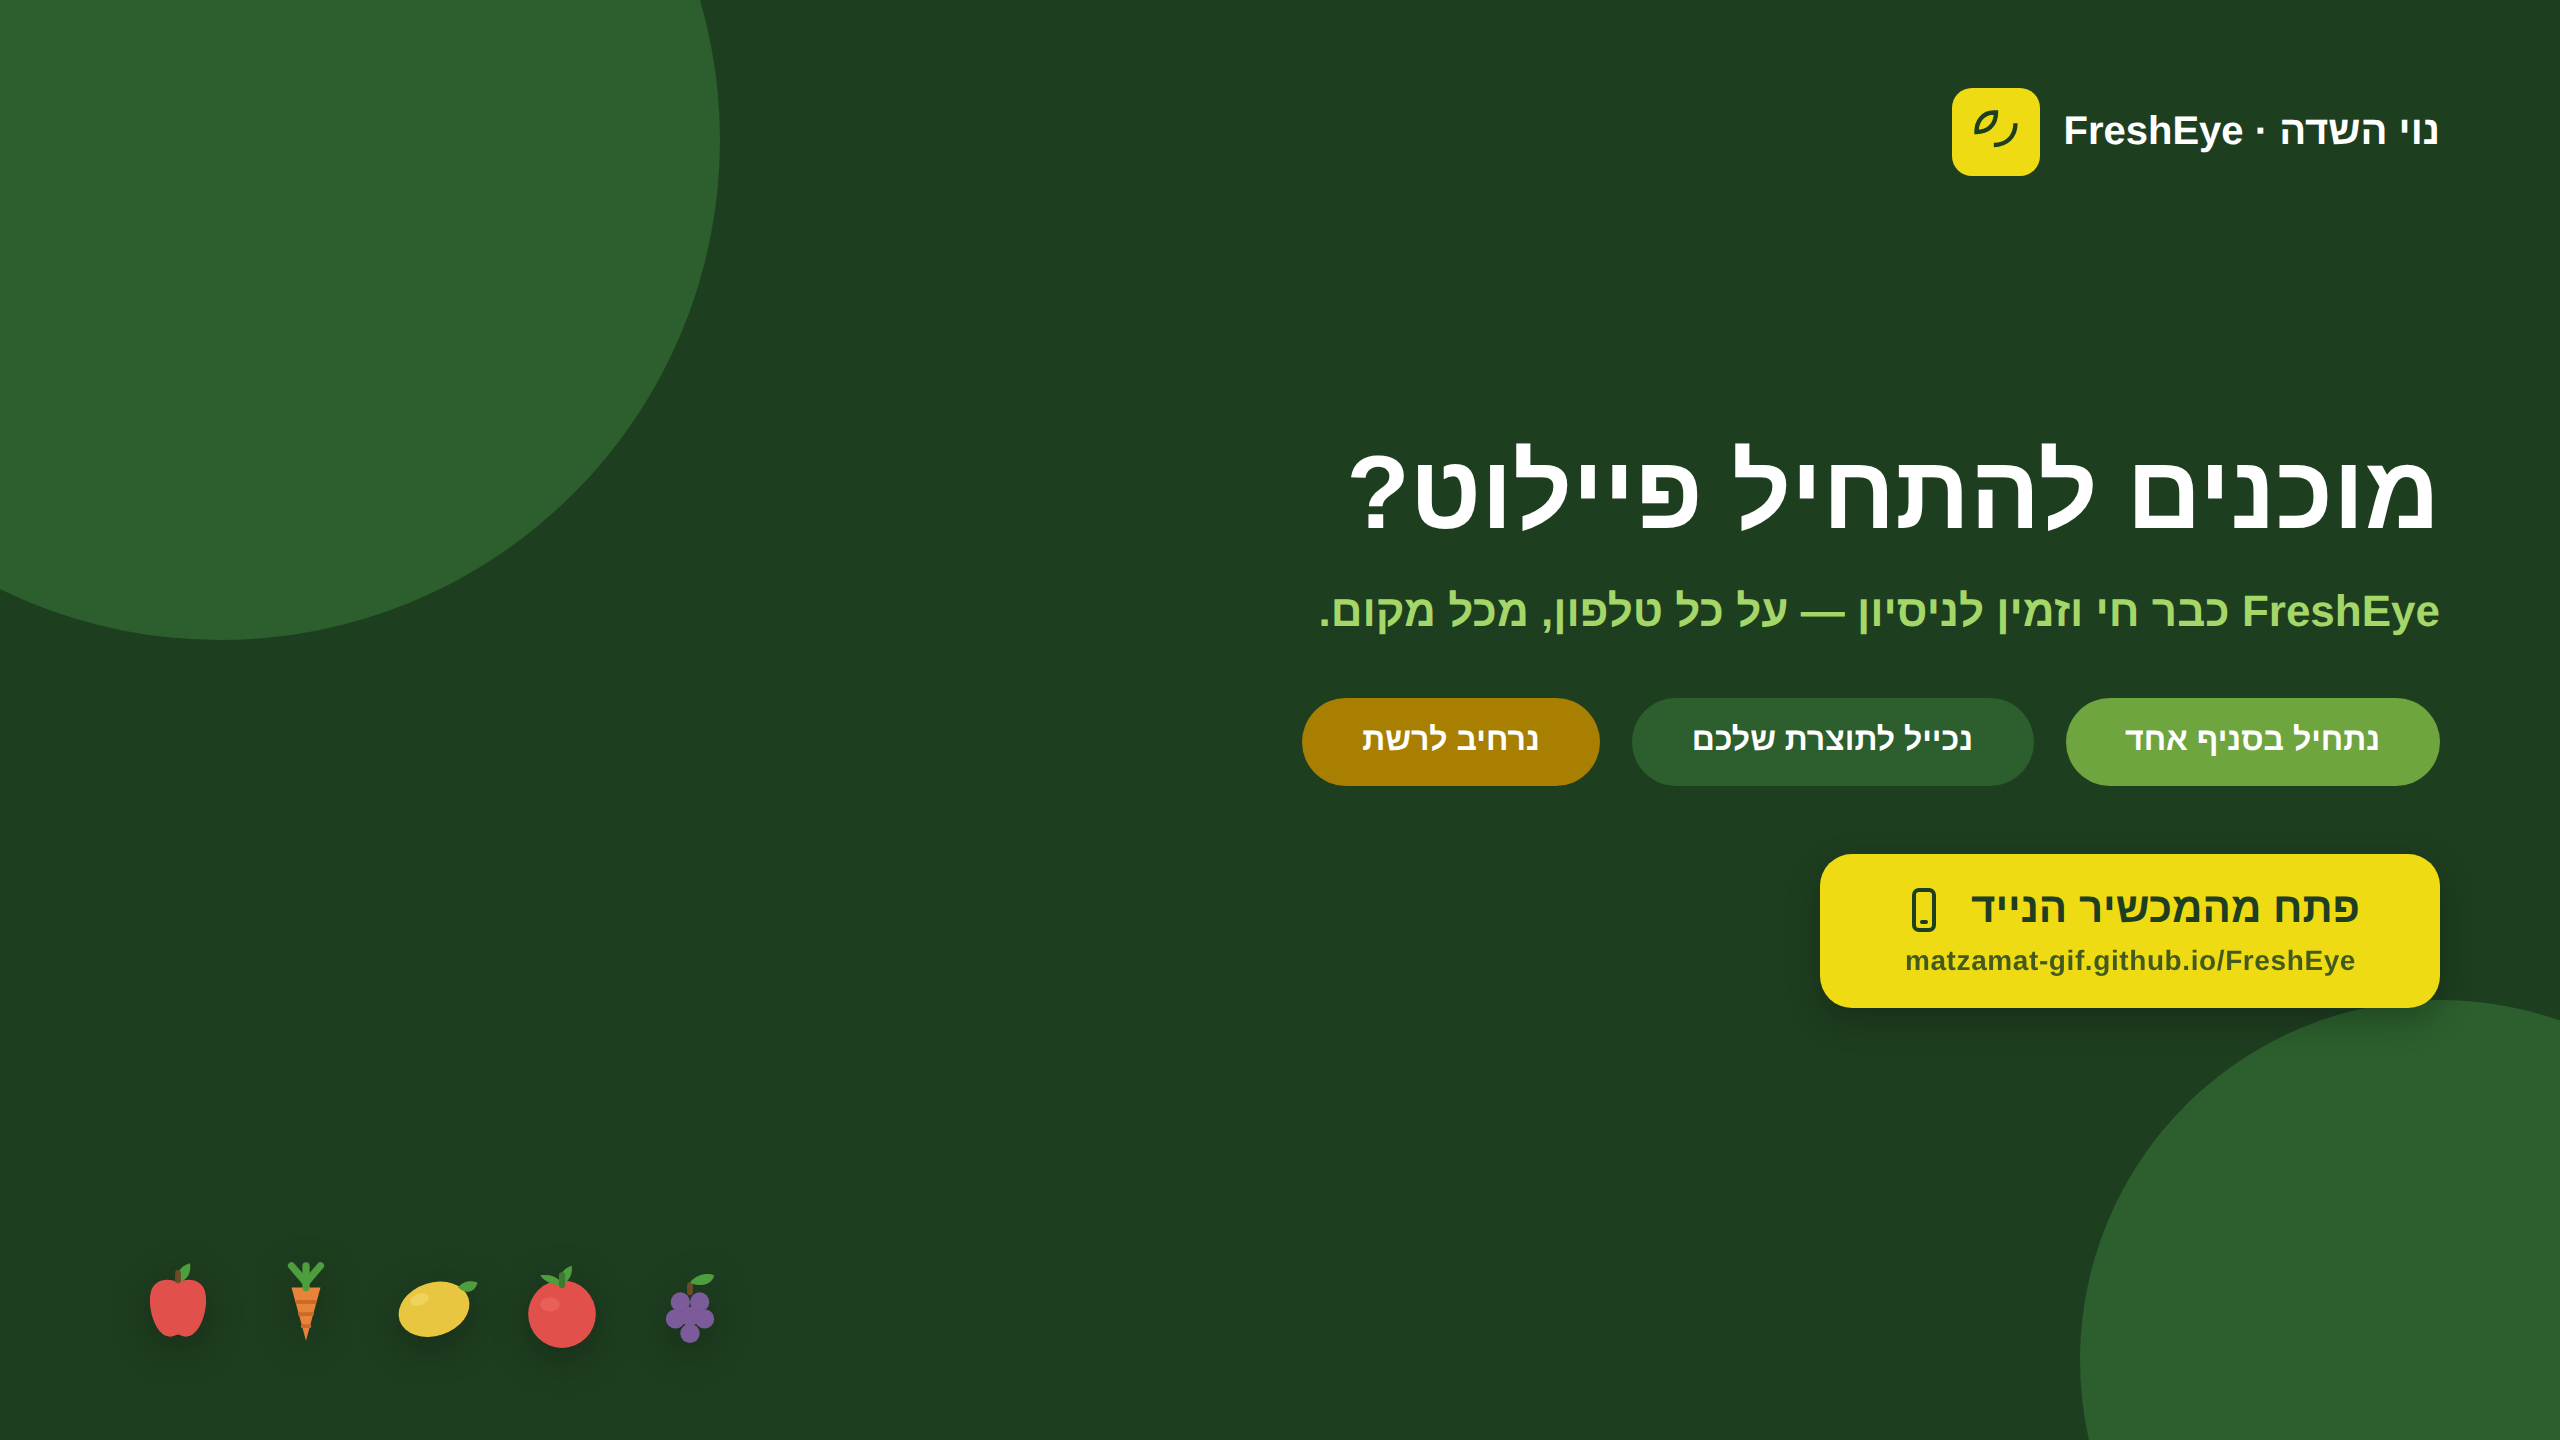 נוי השדה · FreshEye
מוכנים להתחיל פיילוט?
FreshEye כבר חי וזמין לניסיון — על כל טלפון, מכל מקום.
נתחיל בסניף אחד
נכייל לתוצרת שלכם
נרחיב לרשת
פתח מהמכשיר הנייד
matzamat-gif.github.io/FreshEye